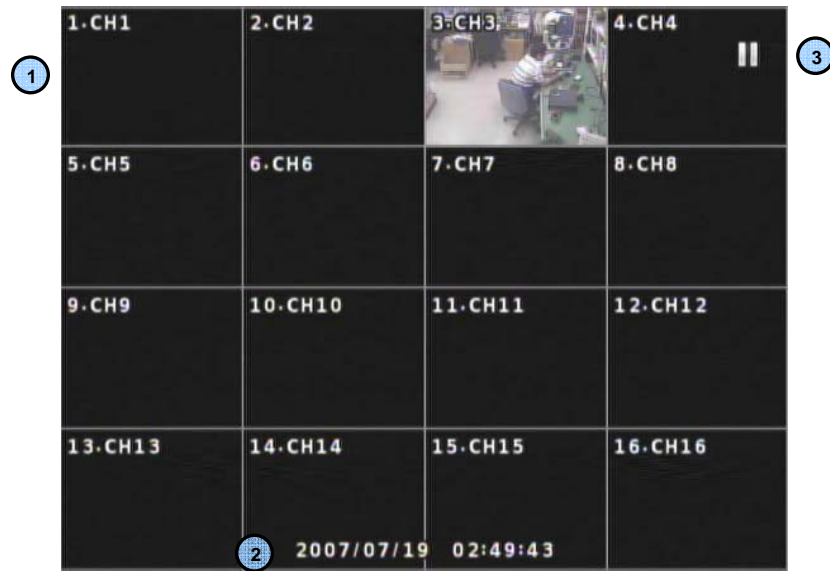 1.CH1 2.CH2 3.CH3 4.CH4
1 3
5.CH5 6.CH6 7.CH7 8.CH8
9.CH9 10.CH10 11.CH11 12.CH12
13.CH13 14.CH14 15.CH15 16.CH16
2 2007/07/19 02:49:43